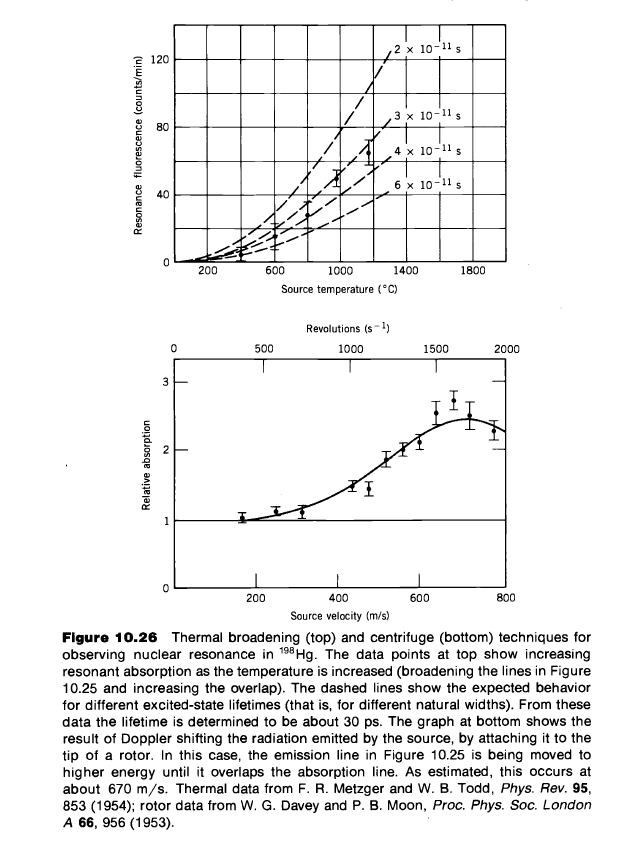 Resonant fluorescence (counts/min)
120
80
40
0
2 × 10⁻¹¹ s
3 × 10⁻¹¹ s
4 × 10⁻¹¹ s
6 × 10⁻¹¹ s
200 600 1000 1400 1800
Source temperature (°C)
Revolutions (s⁻¹)
0 500 1000 1500 2000
Relative absorption
3
2
1
0
200 400 600 800
Source velocity (m/s)
Figure 10.26 Thermal broadening (top) and centrifuge (bottom) techniques for
observing nuclear resonance in ¹⁹⁸Hg. The data points at top show increasing
resonant absorption as the temperature is increased (broadening the lines in Figure
10.25 and increasing the overlap). The dashed lines show the expected behavior
for different excited-state lifetimes (that is, for different natural widths). From these
data the lifetime is determined to be about 30 ps. The graph at bottom shows the
result of Doppler shifting the radiation emitted by the source, by attaching it to the
tip of a rotor. In this case, the emission line in Figure 10.25 is being moved to
higher energy until it overlaps the absorption line. As estimated, this occurs at
about 670 m/s. Thermal data from F. R. Metzger and W. B. Todd, Phys. Rev. 95,
853 (1954); rotor data from W. G. Davey and P. B. Moon, Proc. Phys. Soc. London
A 66, 956 (1953).